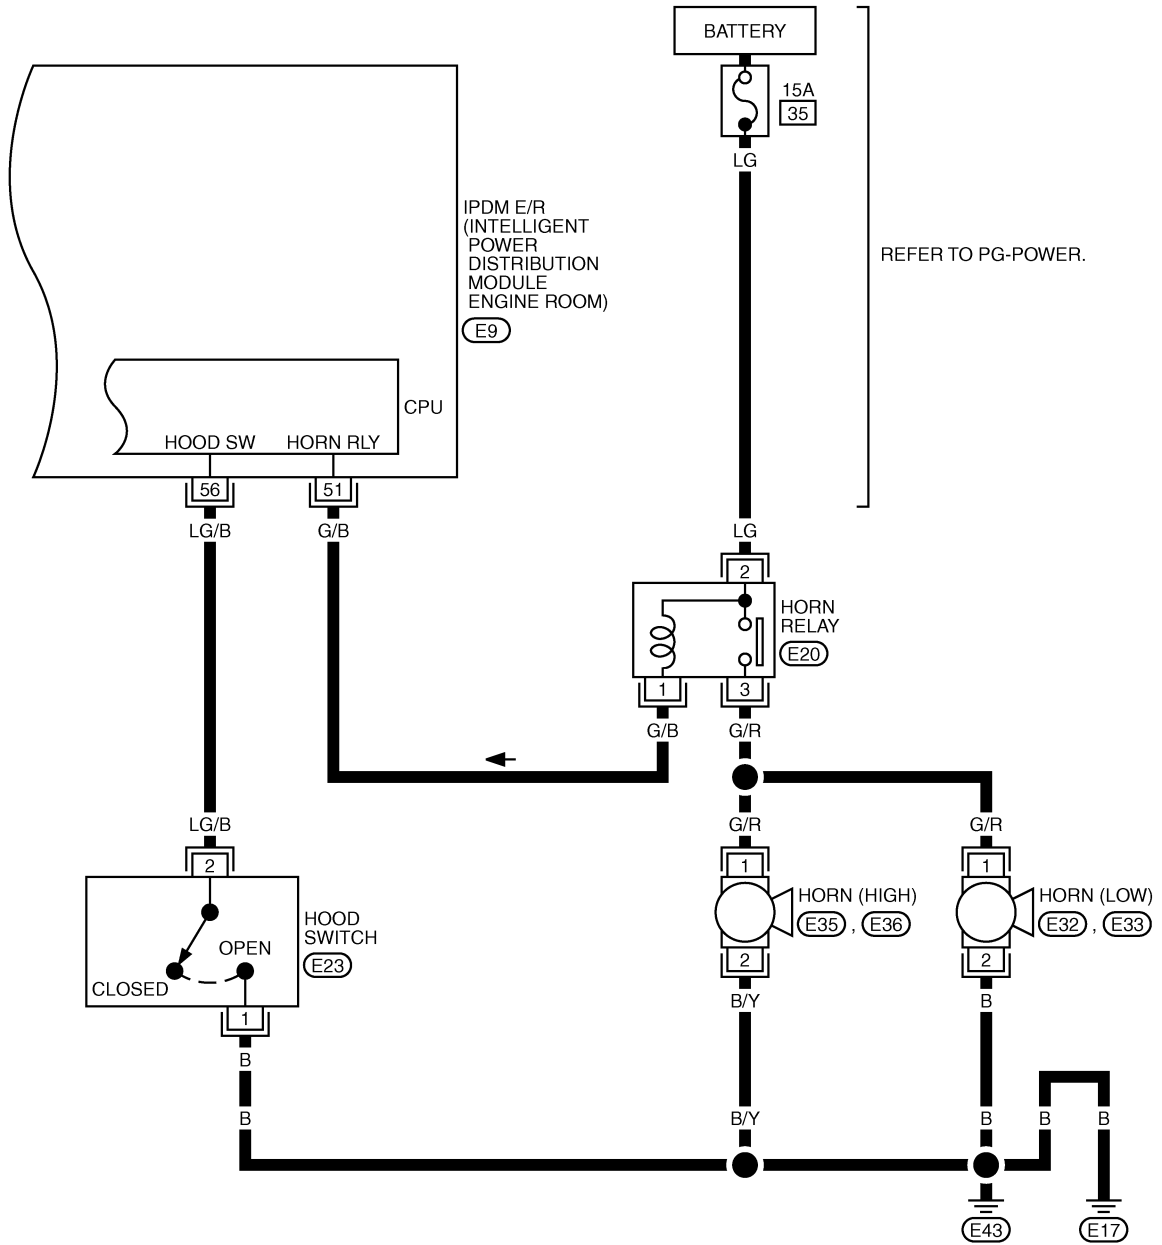 BATTERY
15A
35
LG
IPDM E/R
(INTELLIGENT
POWER
DISTRIBUTION
MODULE
ENGINE ROOM)
E9
REFER TO PG-POWER.
CPU
HOOD SW
HORN RLY
56
51
LG/B
G/B
LG
2
HORN
RELAY
E20
1
3
G/B
G/R
LG/B
G/R
G/R
2
1
1
HORN (HIGH)
E35 , E36
HORN (LOW)
E32 , E33
HOOD
SWITCH
E23
OPEN
CLOSED
2
2
1
B/Y
B
B
B
B/Y
B
B
B
E43
E17